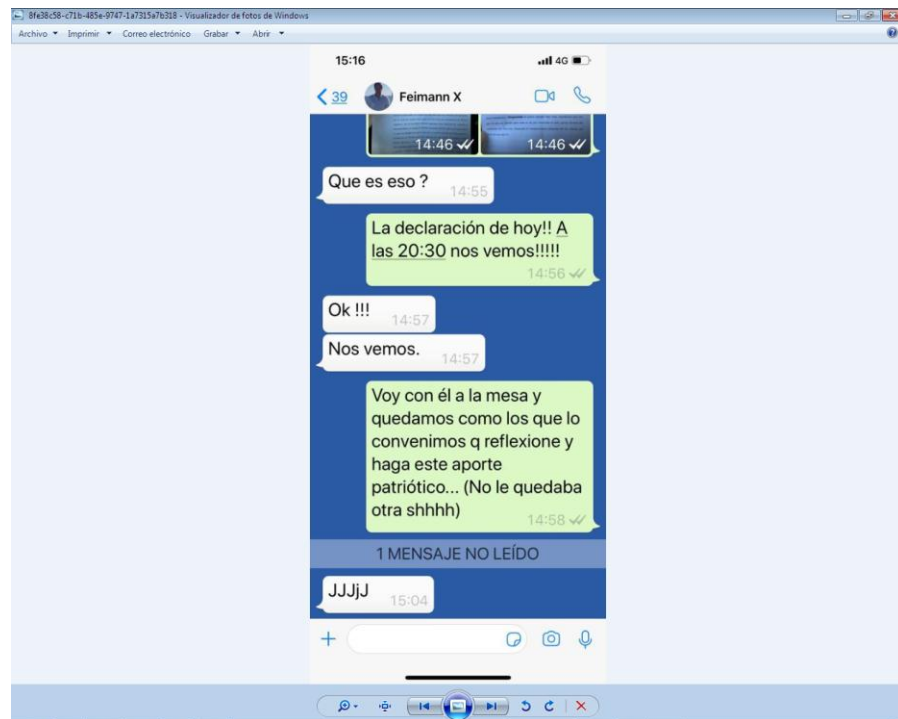 8fe38c58-c71b-485e-9747-1a7315a7b318 - Visualizador de fotos de Windows
Archivo Imprimir Correo electrónico Grabar Abrir
15:16 4G
39 Feimann X
14:46 14:46
Que es eso ?
14:55
La declaración de hoy!! A
las 20:30 nos vemos!!!!!
14:56
Ok !!!
14:57
Nos vemos.
14:57
Voy con él a la mesa y
quedamos como los que lo
convenimos q reflexione y
haga este aporte
patriótico... (No le quedaba
otra shhhh)
14:58
1 MENSAJE NO LEÍDO
JJJjJ
15:04